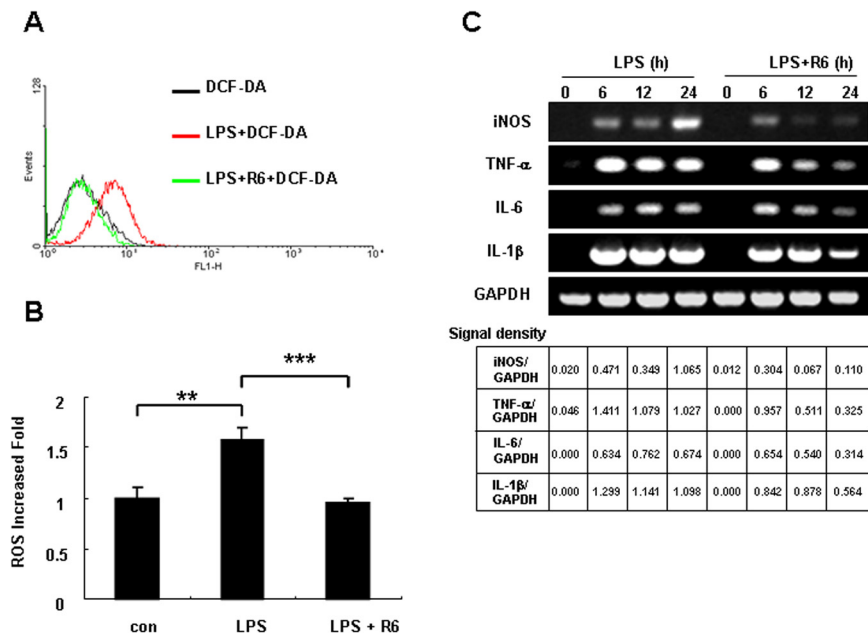 A
128
Events
0
10⁰ 10¹ 10² 10³ 10⁴
FL1-H
DCF-DA
LPS+DCF-DA
LPS+R6+DCF-DA
B
** ***
ROS Increased Fold
2
1.5
1
0.5
0
con LPS LPS + R6
C
LPS (h) LPS+R6 (h)
0 6 12 24 0 6 12 24
iNOS
TNF-α
IL-6
IL-1β
GAPDH
Signal density
iNOS/
GAPDH 0.020 0.471 0.349 1.065 0.012 0.304 0.067 0.110
TNF-α/
GAPDH 0.046 1.411 1.079 1.027 0.000 0.957 0.511 0.325
IL-6/
GAPDH 0.000 0.634 0.762 0.674 0.000 0.654 0.540 0.314
IL-1β/
GAPDH 0.000 1.299 1.141 1.098 0.000 0.842 0.878 0.564